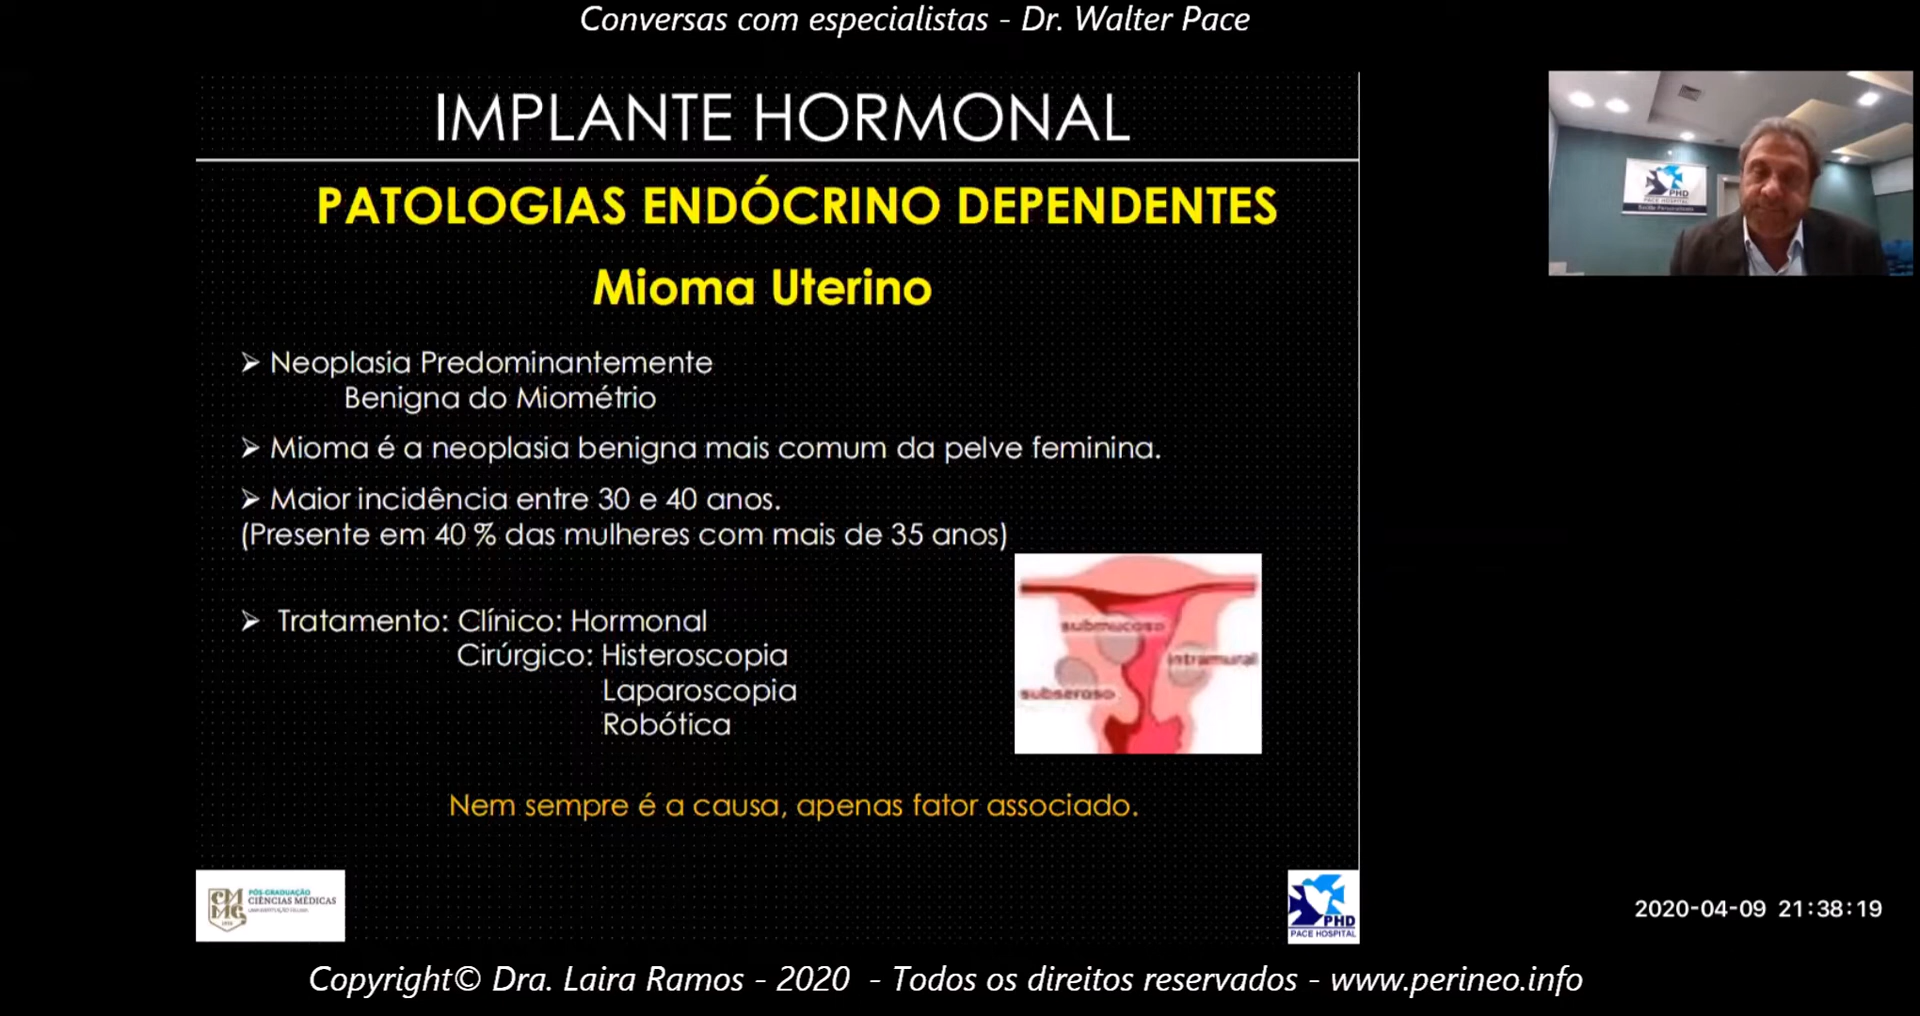 Conversas com especialistas - Dr. Walter Pace
IMPLANTE HORMONAL
PATOLOGIAS ENDÓCRINO DEPENDENTES
Mioma Uterino
➢ Neoplasia Predominantemente
Benigna do Miométrio
➢ Mioma é a neoplasia benigna mais comum da pelve feminina.
➢ Maior incidência entre 30 e 40 anos.
(Presente em 40 % das mulheres com mais de 35 anos)
➢ Tratamento: Clínico: Hormonal
Cirúrgico: Histeroscopia
Laparoscopia
Robótica
submucoso
intramural
subseroso
Nem sempre é a causa, apenas fator associado.
CMMG
PÓS-GRADUAÇÃO
CIÊNCIAS MÉDICAS
PHD
PACE HOSPITAL
PHD
PACE HOSPITAL
2020-04-09 21:38:19
Copyright© Dra. Laira Ramos - 2020 - Todos os direitos reservados - www.perineo.info